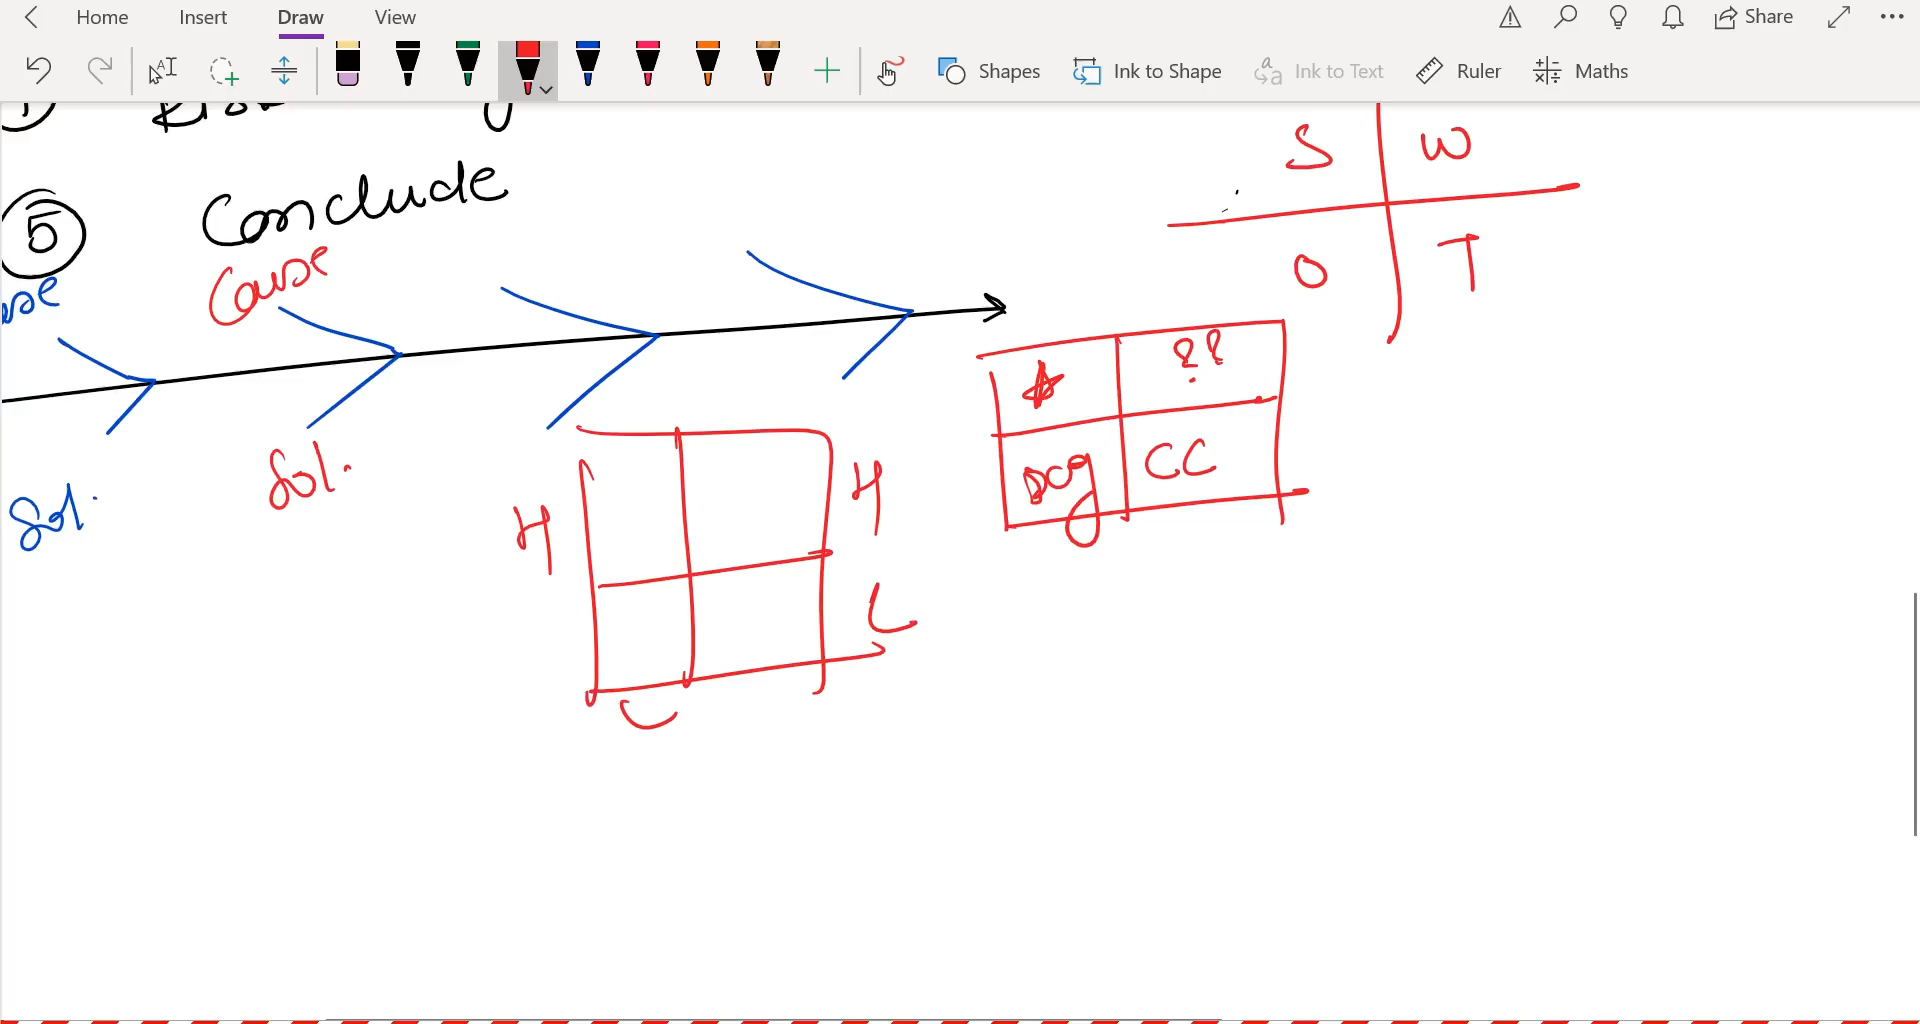 Home Insert Draw View Share
Shapes Ink to Shape Ink to Text Ruler Maths
5 Conclude
Cause
Sol.
Sol.
S W
O T
??
Dog CC
H H
L
L